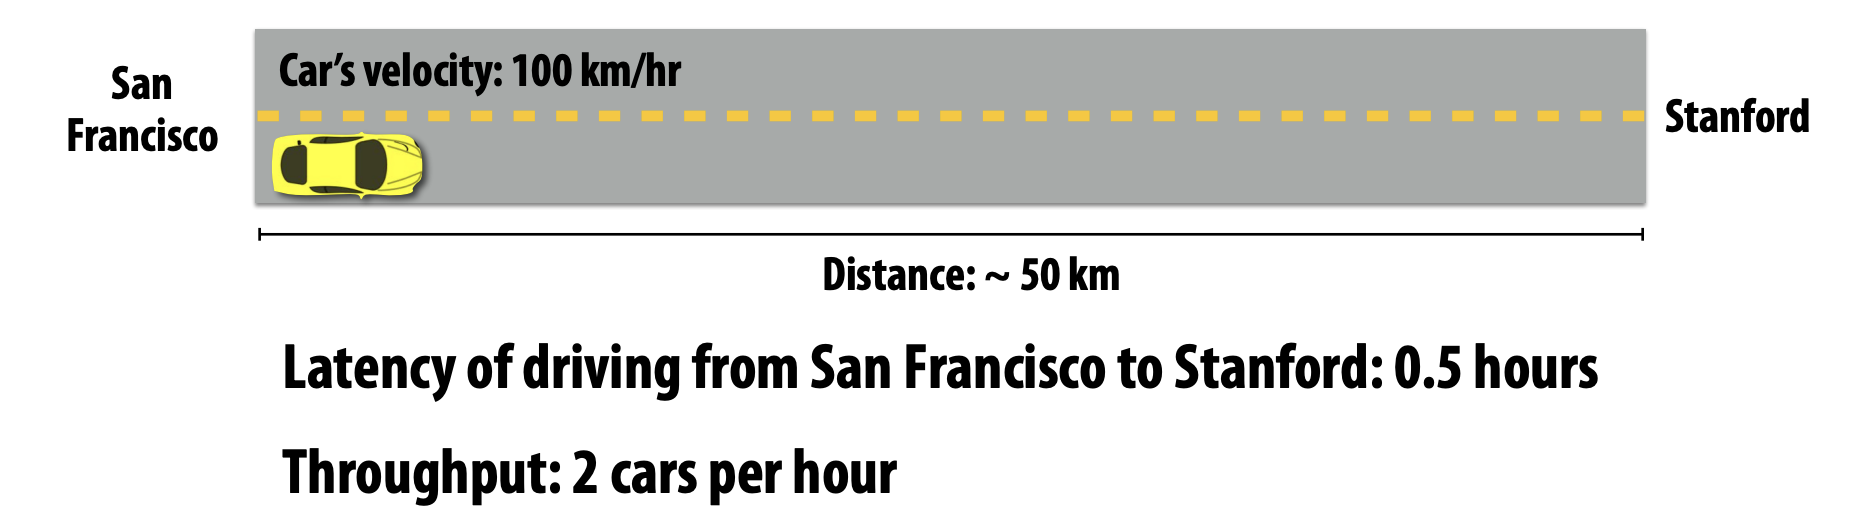 San
Francisco
Car’s velocity: 100 km/hr
Stanford
Distance: ~ 50 km
Latency of driving from San Francisco to Stanford: 0.5 hours
Throughput: 2 cars per hour